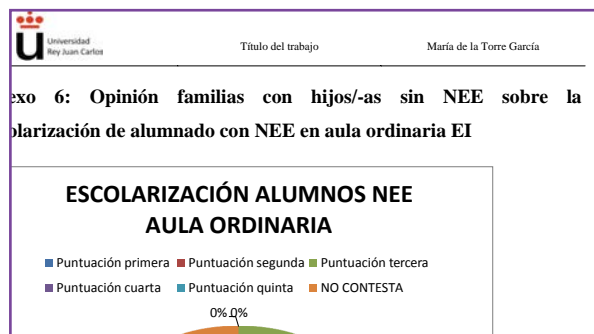 Universidad
Rey Juan Carlos
Título del trabajo
María de la Torre García
exo 6: Opinión familias con hijos/-as sin NEE sobre la
olarización de alumnado con NEE en aula ordinaria EI
ESCOLARIZACIÓN ALUMNOS NEE
AULA ORDINARIA
Puntuación primera Puntuación segunda Puntuación tercera
Puntuación cuarta Puntuación quinta NO CONTESTA
0% 0%